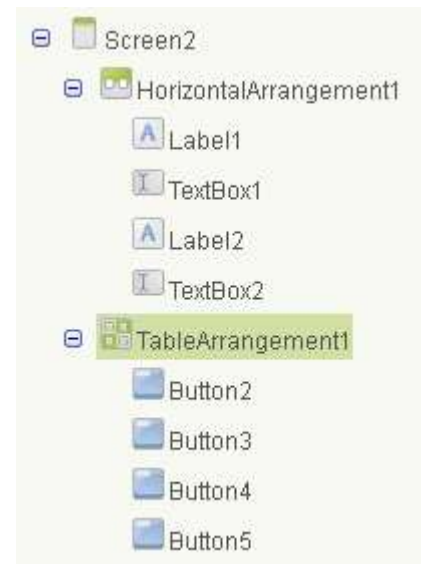 Screen2
HorizontalArrangement1
Label1
TextBox1
Label2
TextBox2
TableArrangement1
Button2
Button3
Button4
Button5